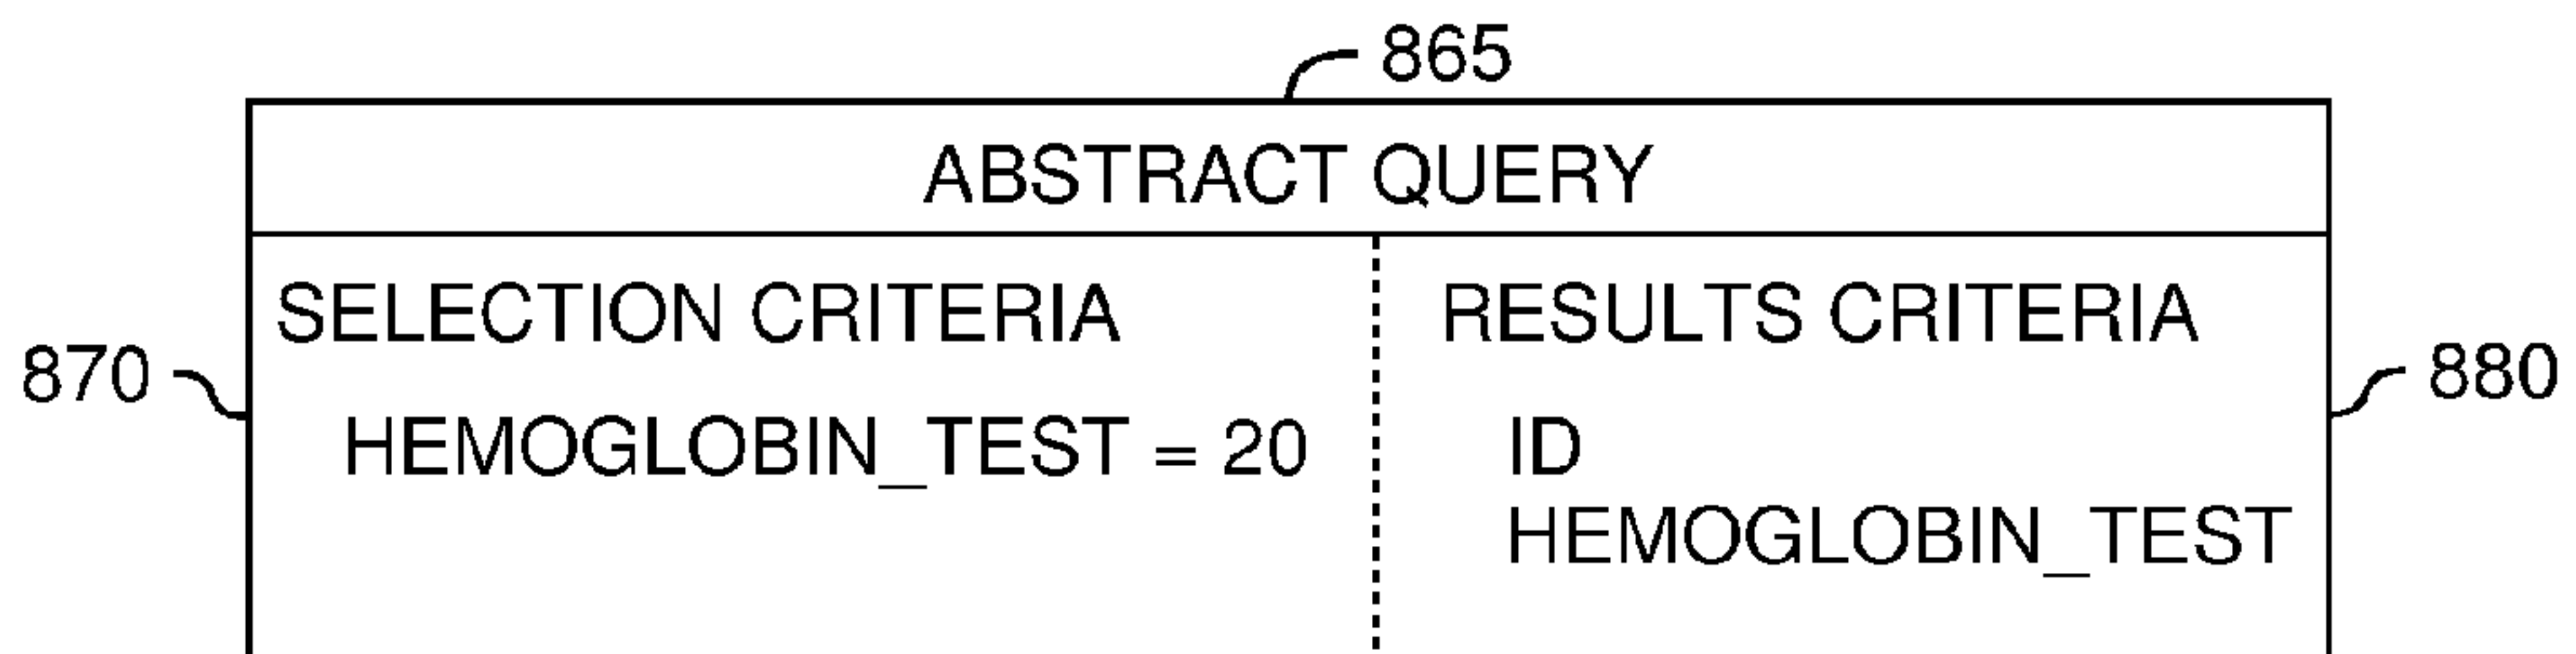 865
ABSTRACT QUERY
SELECTION CRITERIA
RESULTS CRITERIA
870
880
HEMOGLOBIN_TEST = 20
ID
HEMOGLOBIN_TEST